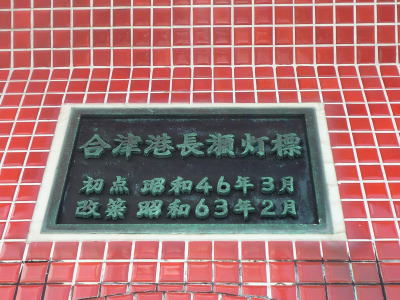 合津港長瀬灯標
初点 昭和46年3月
改築 昭和63年2月